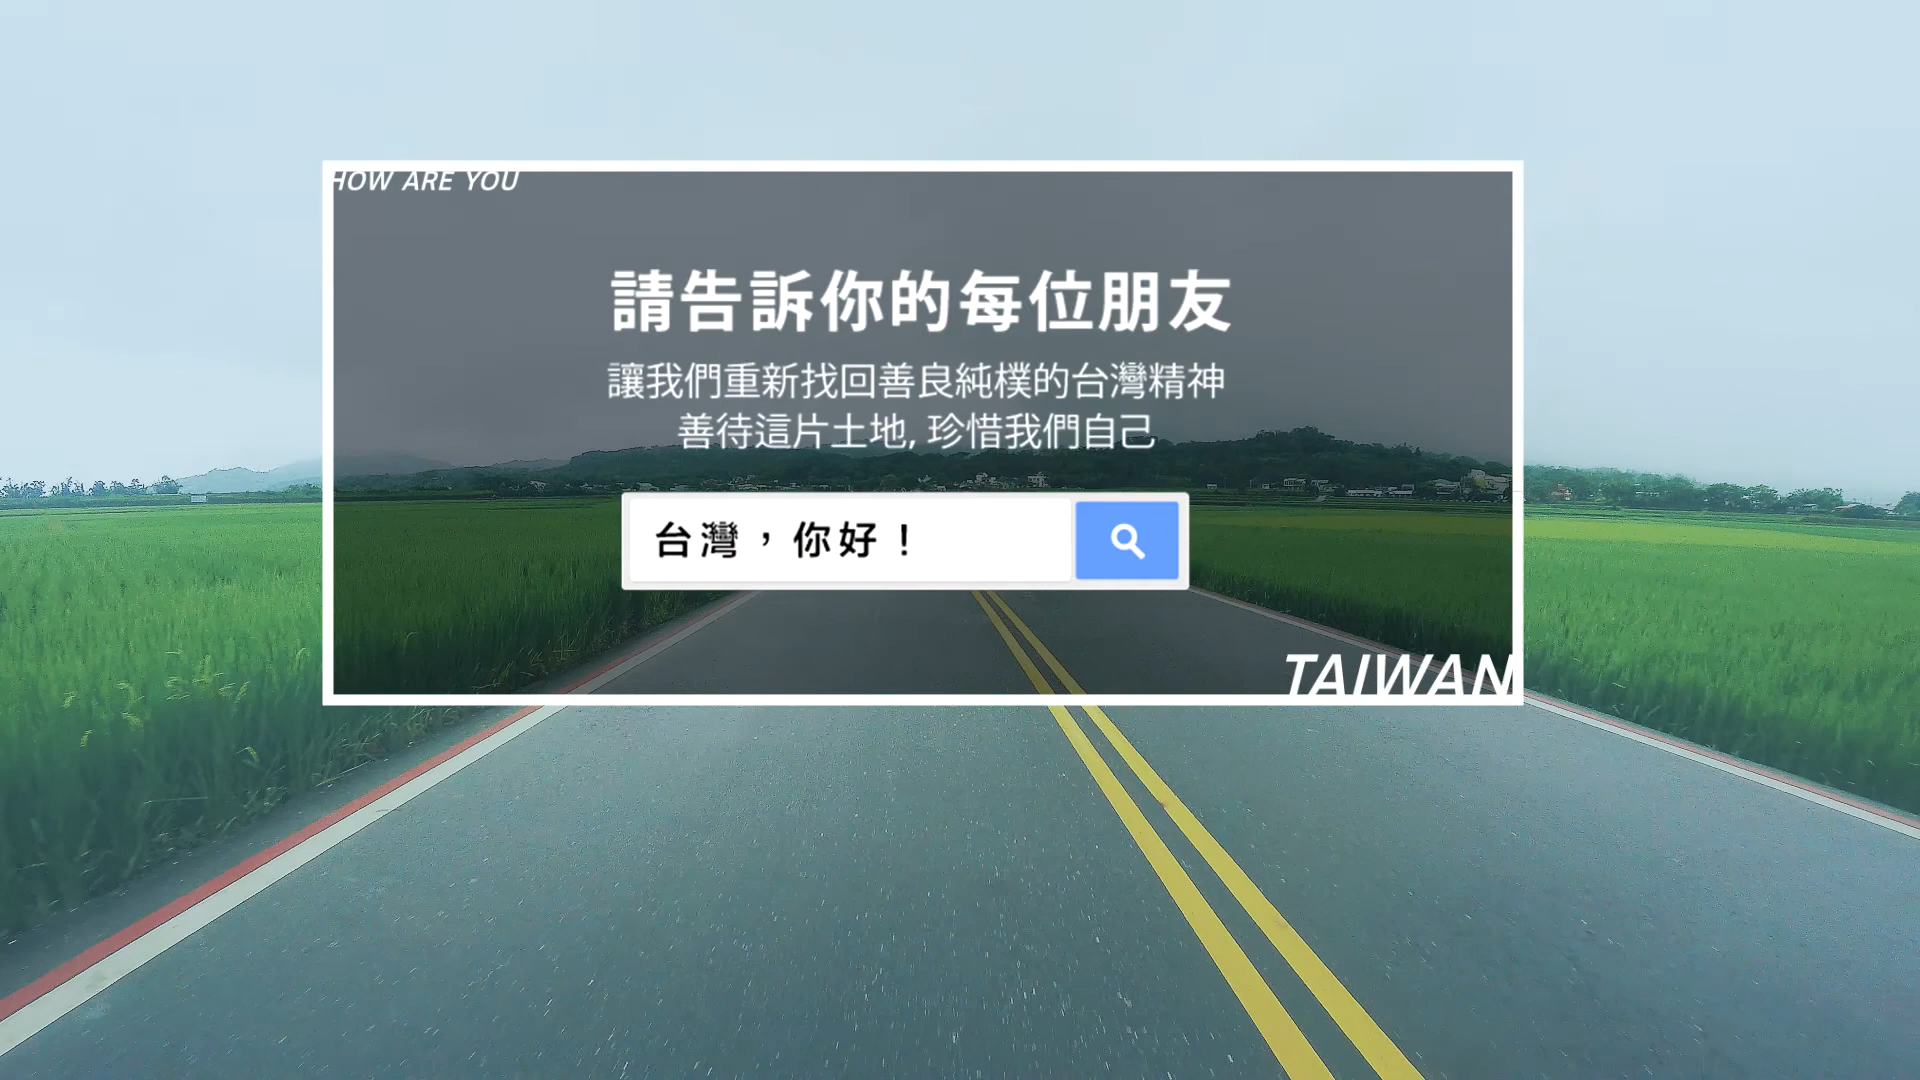 HOW ARE YOU
請告訴你的每位朋友
讓我們重新找回善良純樸的台灣精神
善待這片土地, 珍惜我們自己
台灣，你好！
TAIWAN